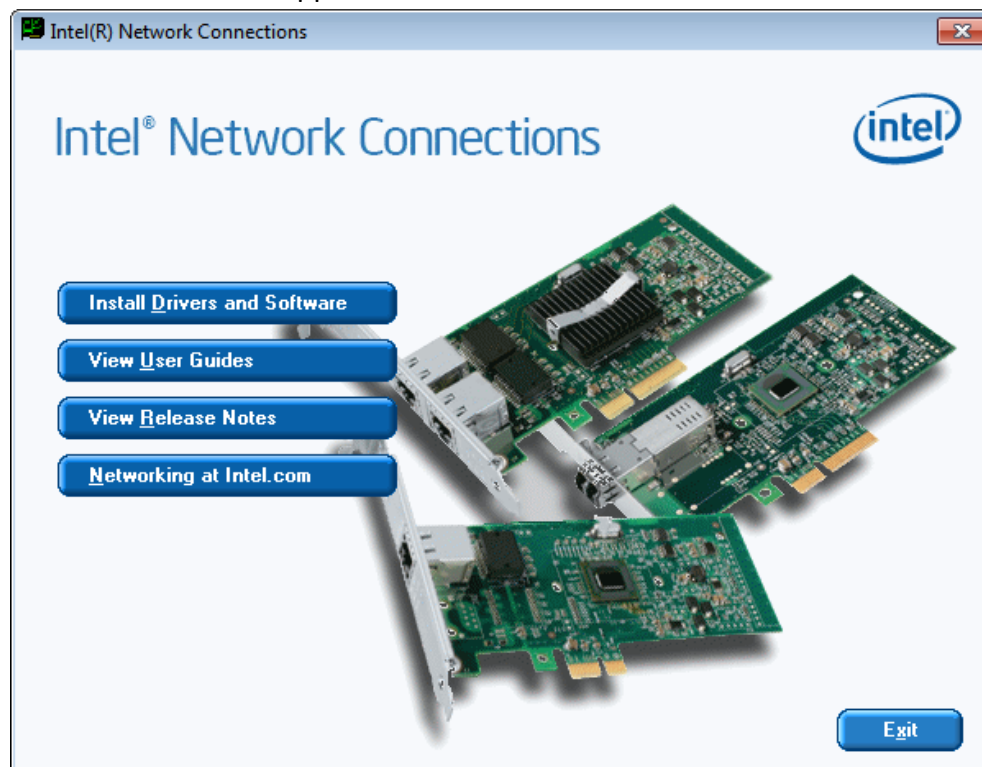 Intel(R) Network Connections
Intel® Network Connections
intel
Install Drivers and Software
View User Guides
View Release Notes
Networking at Intel.com
Exit